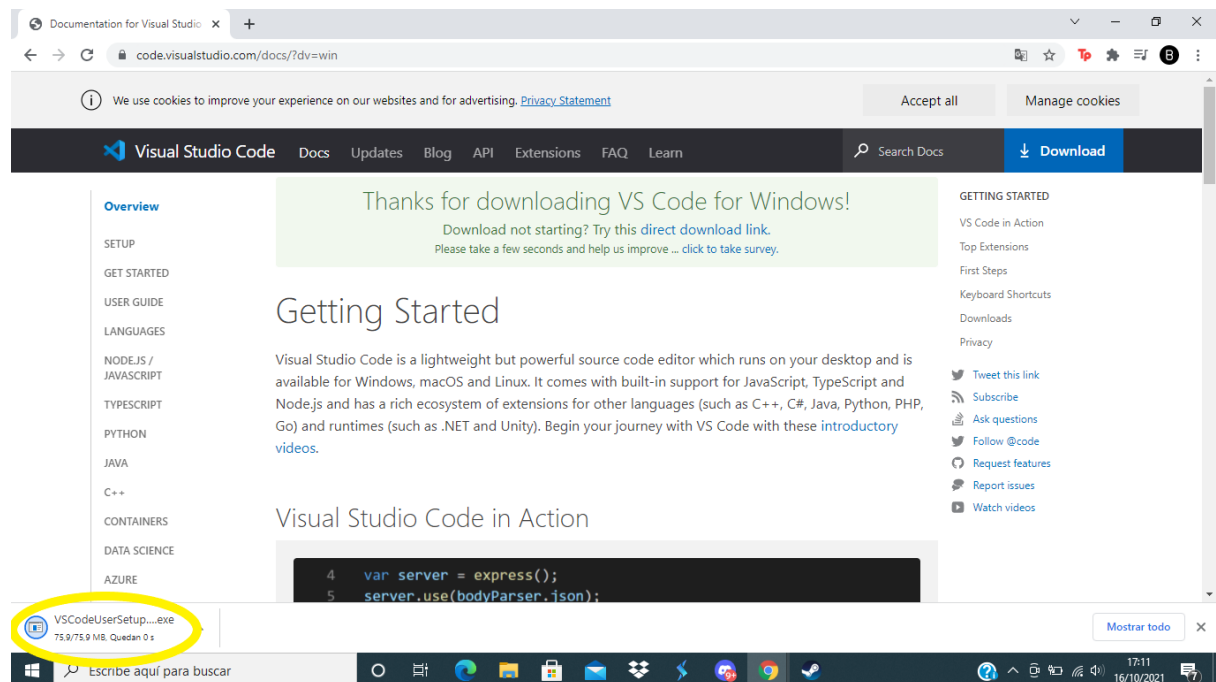 Documentation for Visual Studio
code.visualstudio.com/docs/?dv=win
Tp
B
We use cookies to improve your experience on our websites and for advertising. Privacy Statement
Accept all
Manage cookies
Visual Studio Code
Docs
Updates
Blog
API
Extensions
FAQ
Learn
Search Docs
Download
Overview
SETUP
GET STARTED
USER GUIDE
LANGUAGES
NODE.JS /
JAVASCRIPT
TYPESCRIPT
PYTHON
JAVA
C++
CONTAINERS
DATA SCIENCE
AZURE
Thanks for downloading VS Code for Windows!
Download not starting? Try this direct download link.
Please take a few seconds and help us improve ... click to take survey.
Getting Started
Visual Studio Code is a lightweight but powerful source code editor which runs on your desktop and is
available for Windows, macOS and Linux. It comes with built-in support for JavaScript, TypeScript and
Node.js and has a rich ecosystem of extensions for other languages (such as C++, C#, Java, Python, PHP,
Go) and runtimes (such as .NET and Unity). Begin your journey with VS Code with these introductory
videos.
Visual Studio Code in Action
4 var server = express();
5 server.use(bodyParser.json);
GETTING STARTED
VS Code in Action
Top Extensions
First Steps
Keyboard Shortcuts
Downloads
Privacy
Tweet this link
Subscribe
Ask questions
Follow @code
Request features
Report issues
Watch videos
VSCodeUserSetup....exe
75,9/75,9 MB, Quedan 0 s
Mostrar todo
Escribe aquí para buscar
17:11
16/10/2021
7